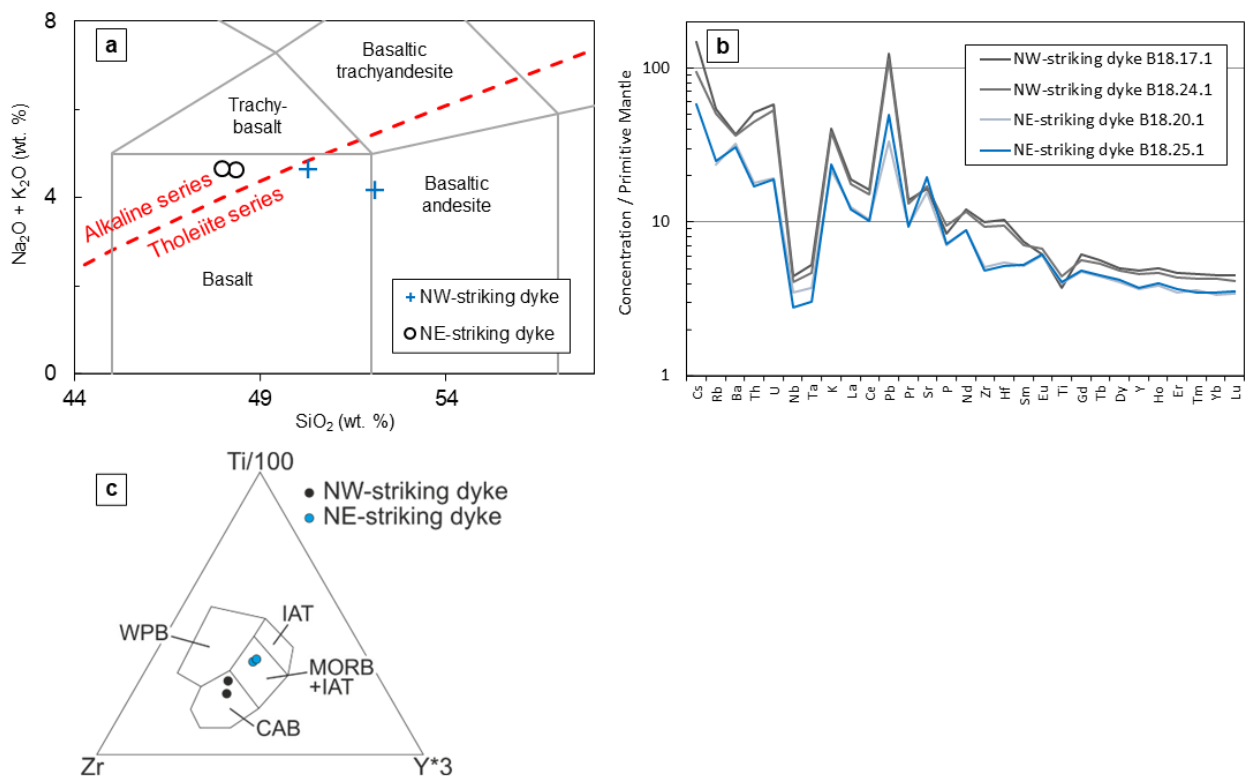 a
8
4
0
Na₂O + K₂O (wt. %)
Basaltic
trachyandesite
Trachy-
basalt
Alkaline series
Tholeiite series
Basaltic
andesite
Basalt
NW-striking dyke
NE-striking dyke
44
49
54
SiO₂ (wt. %)
b
100
10
1
Concentration / Primitive Mantle
NW-striking dyke B18.17.1
NW-striking dyke B18.24.1
NE-striking dyke B18.20.1
NE-striking dyke B18.25.1
Cs
Rb
Ba
Th
U
Nb
Ta
K
La
Ce
Pb
Pr
Sr
P
Nd
Zr
Hf
Sm
Eu
Ti
Gd
Tb
Dy
Y
Ho
Er
Tm
Yb
Lu
c
Ti/100
NW-striking dyke
NE-striking dyke
WPB
IAT
MORB
+IAT
CAB
Zr
Y*3